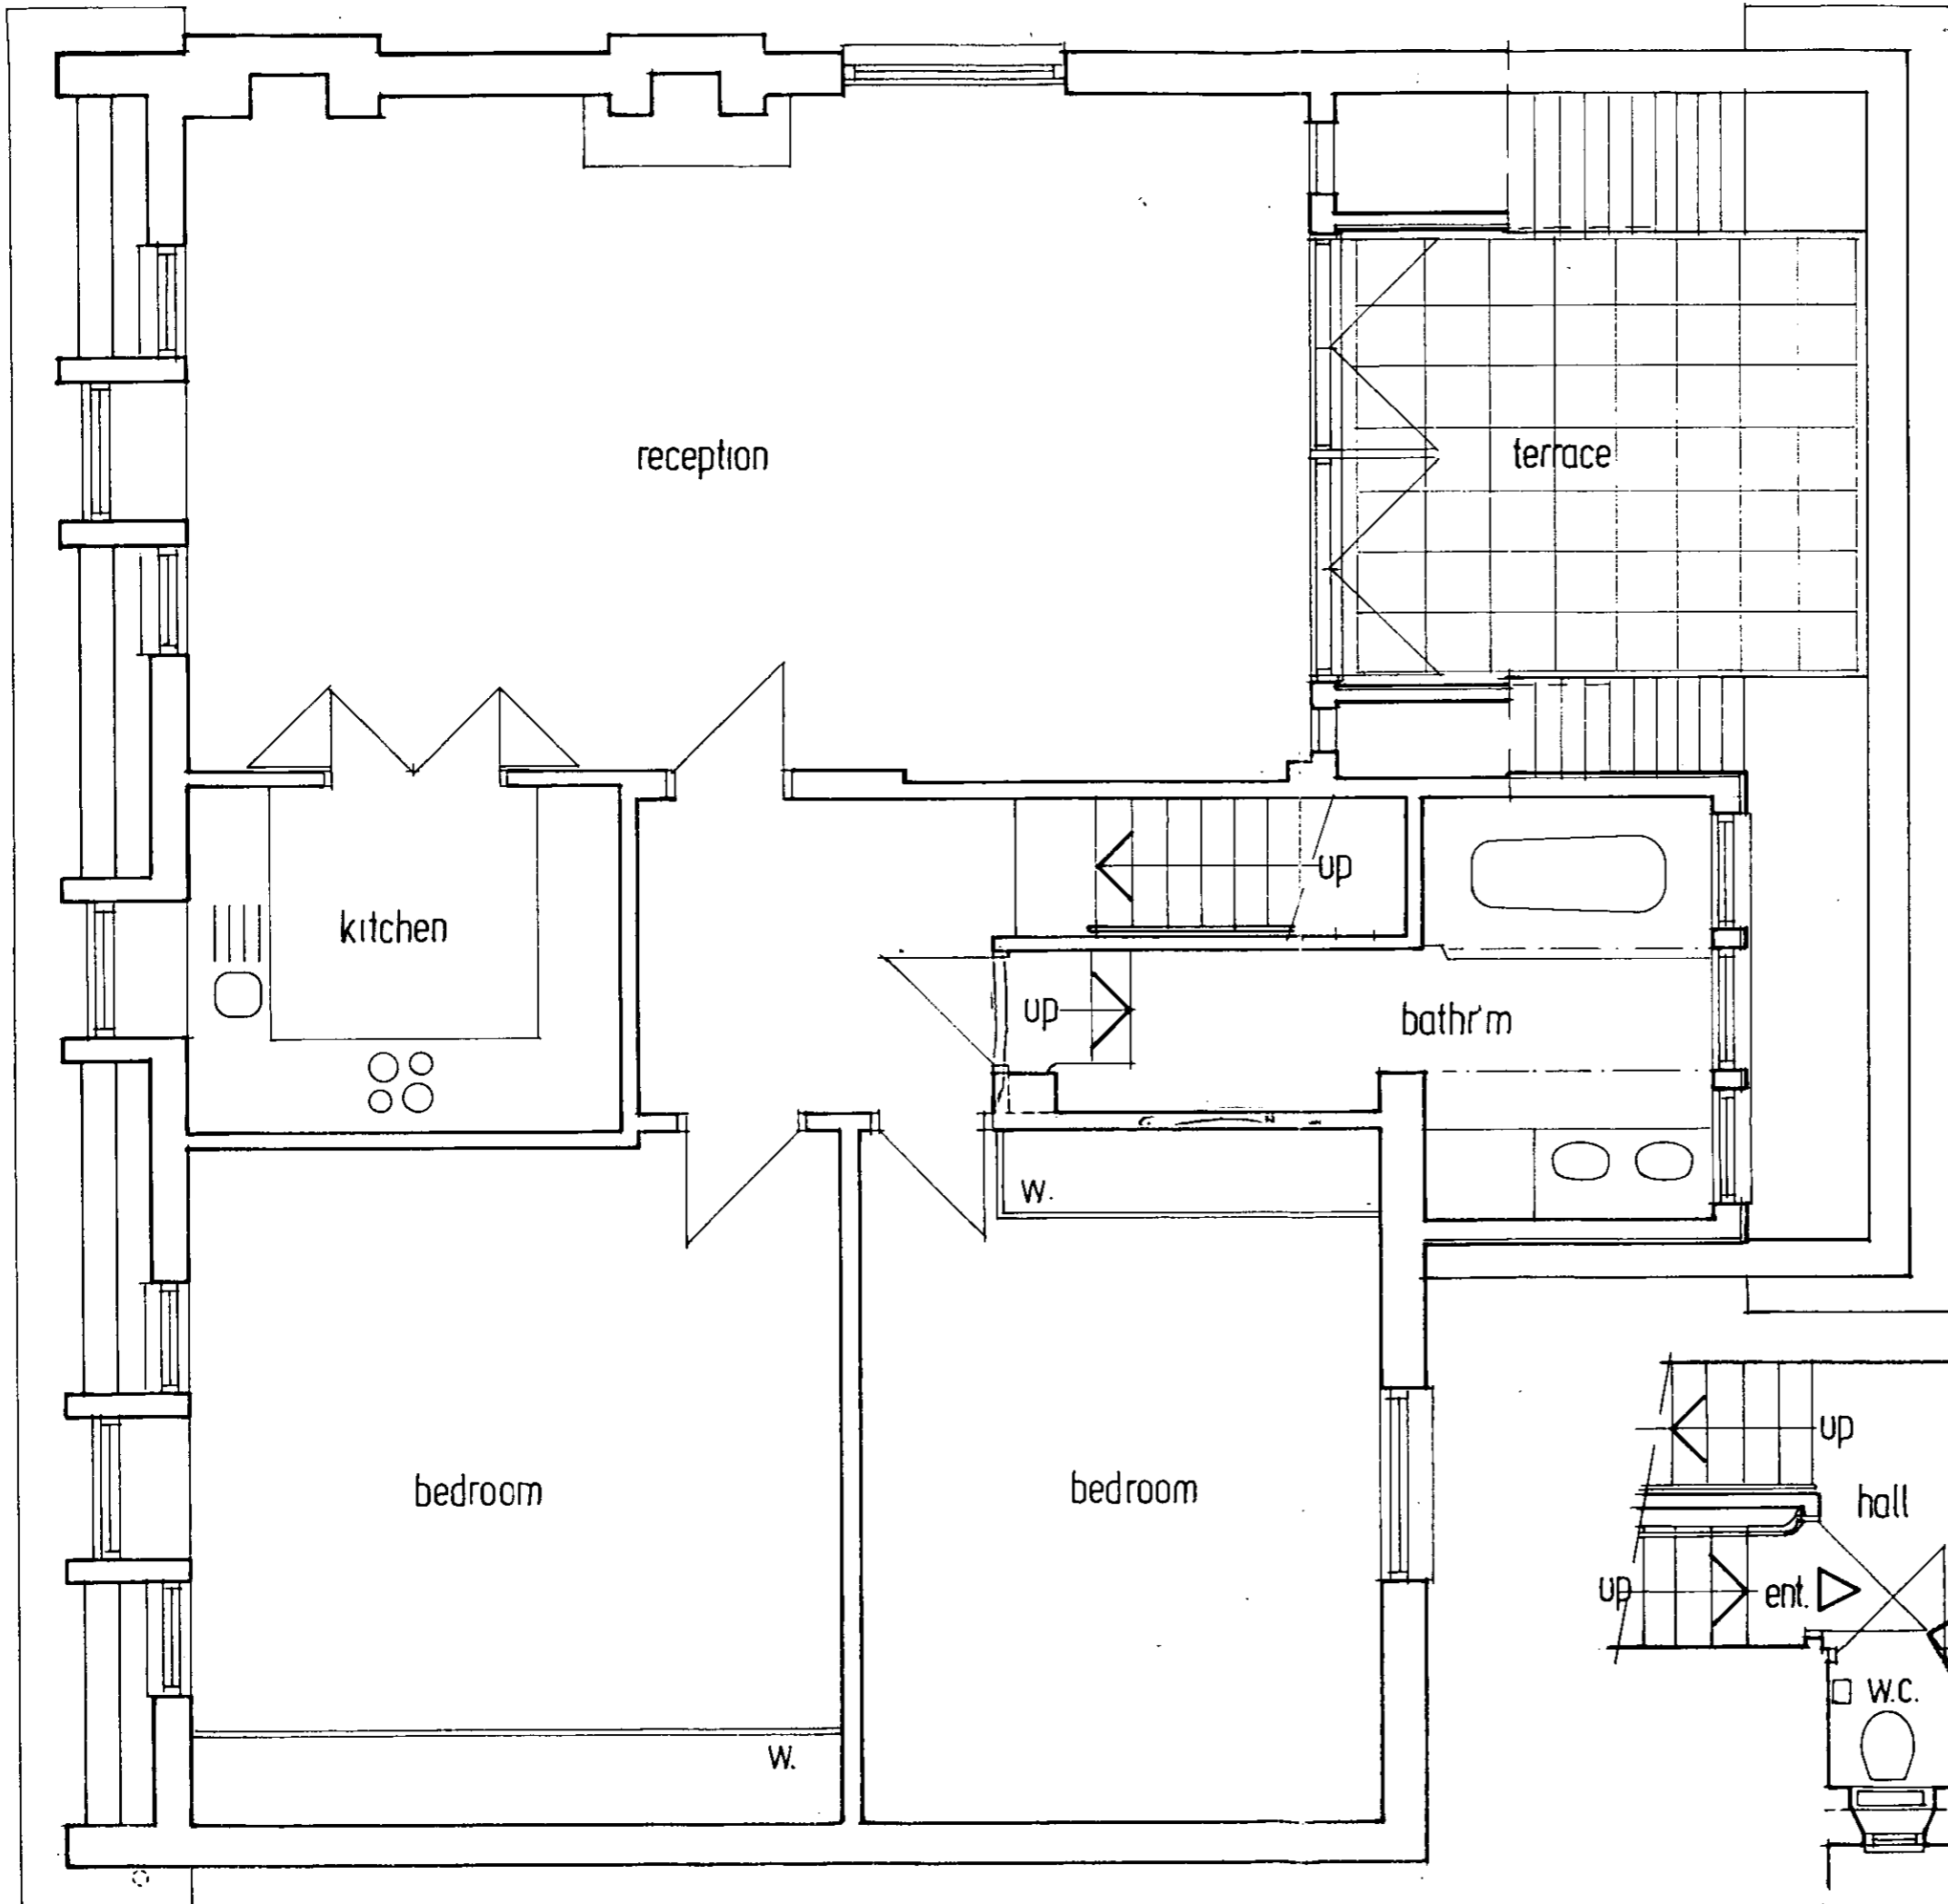 reception
terrace
up
kitchen
up
bathr'm
W.
up
bedroom
bedroom
hall
up
ent.
W.C.
W.